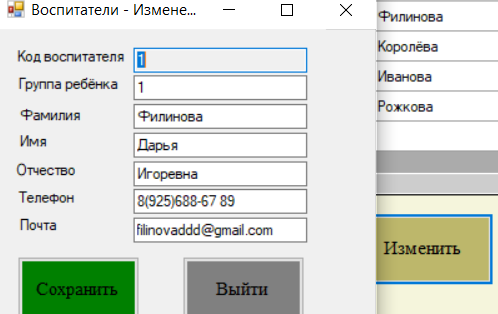 Воспитатели - Измене...
Код воспитателя 1
Группа ребёнка 1
Фамилия Филинова
Имя Дарья
Отчество Игоревна
Телефон 8(925)688-67 89
Почта filinovaddd@gmail.com
Сохранить Выйти
Филинова
Королёва
Иванова
Рожкова
Изменить